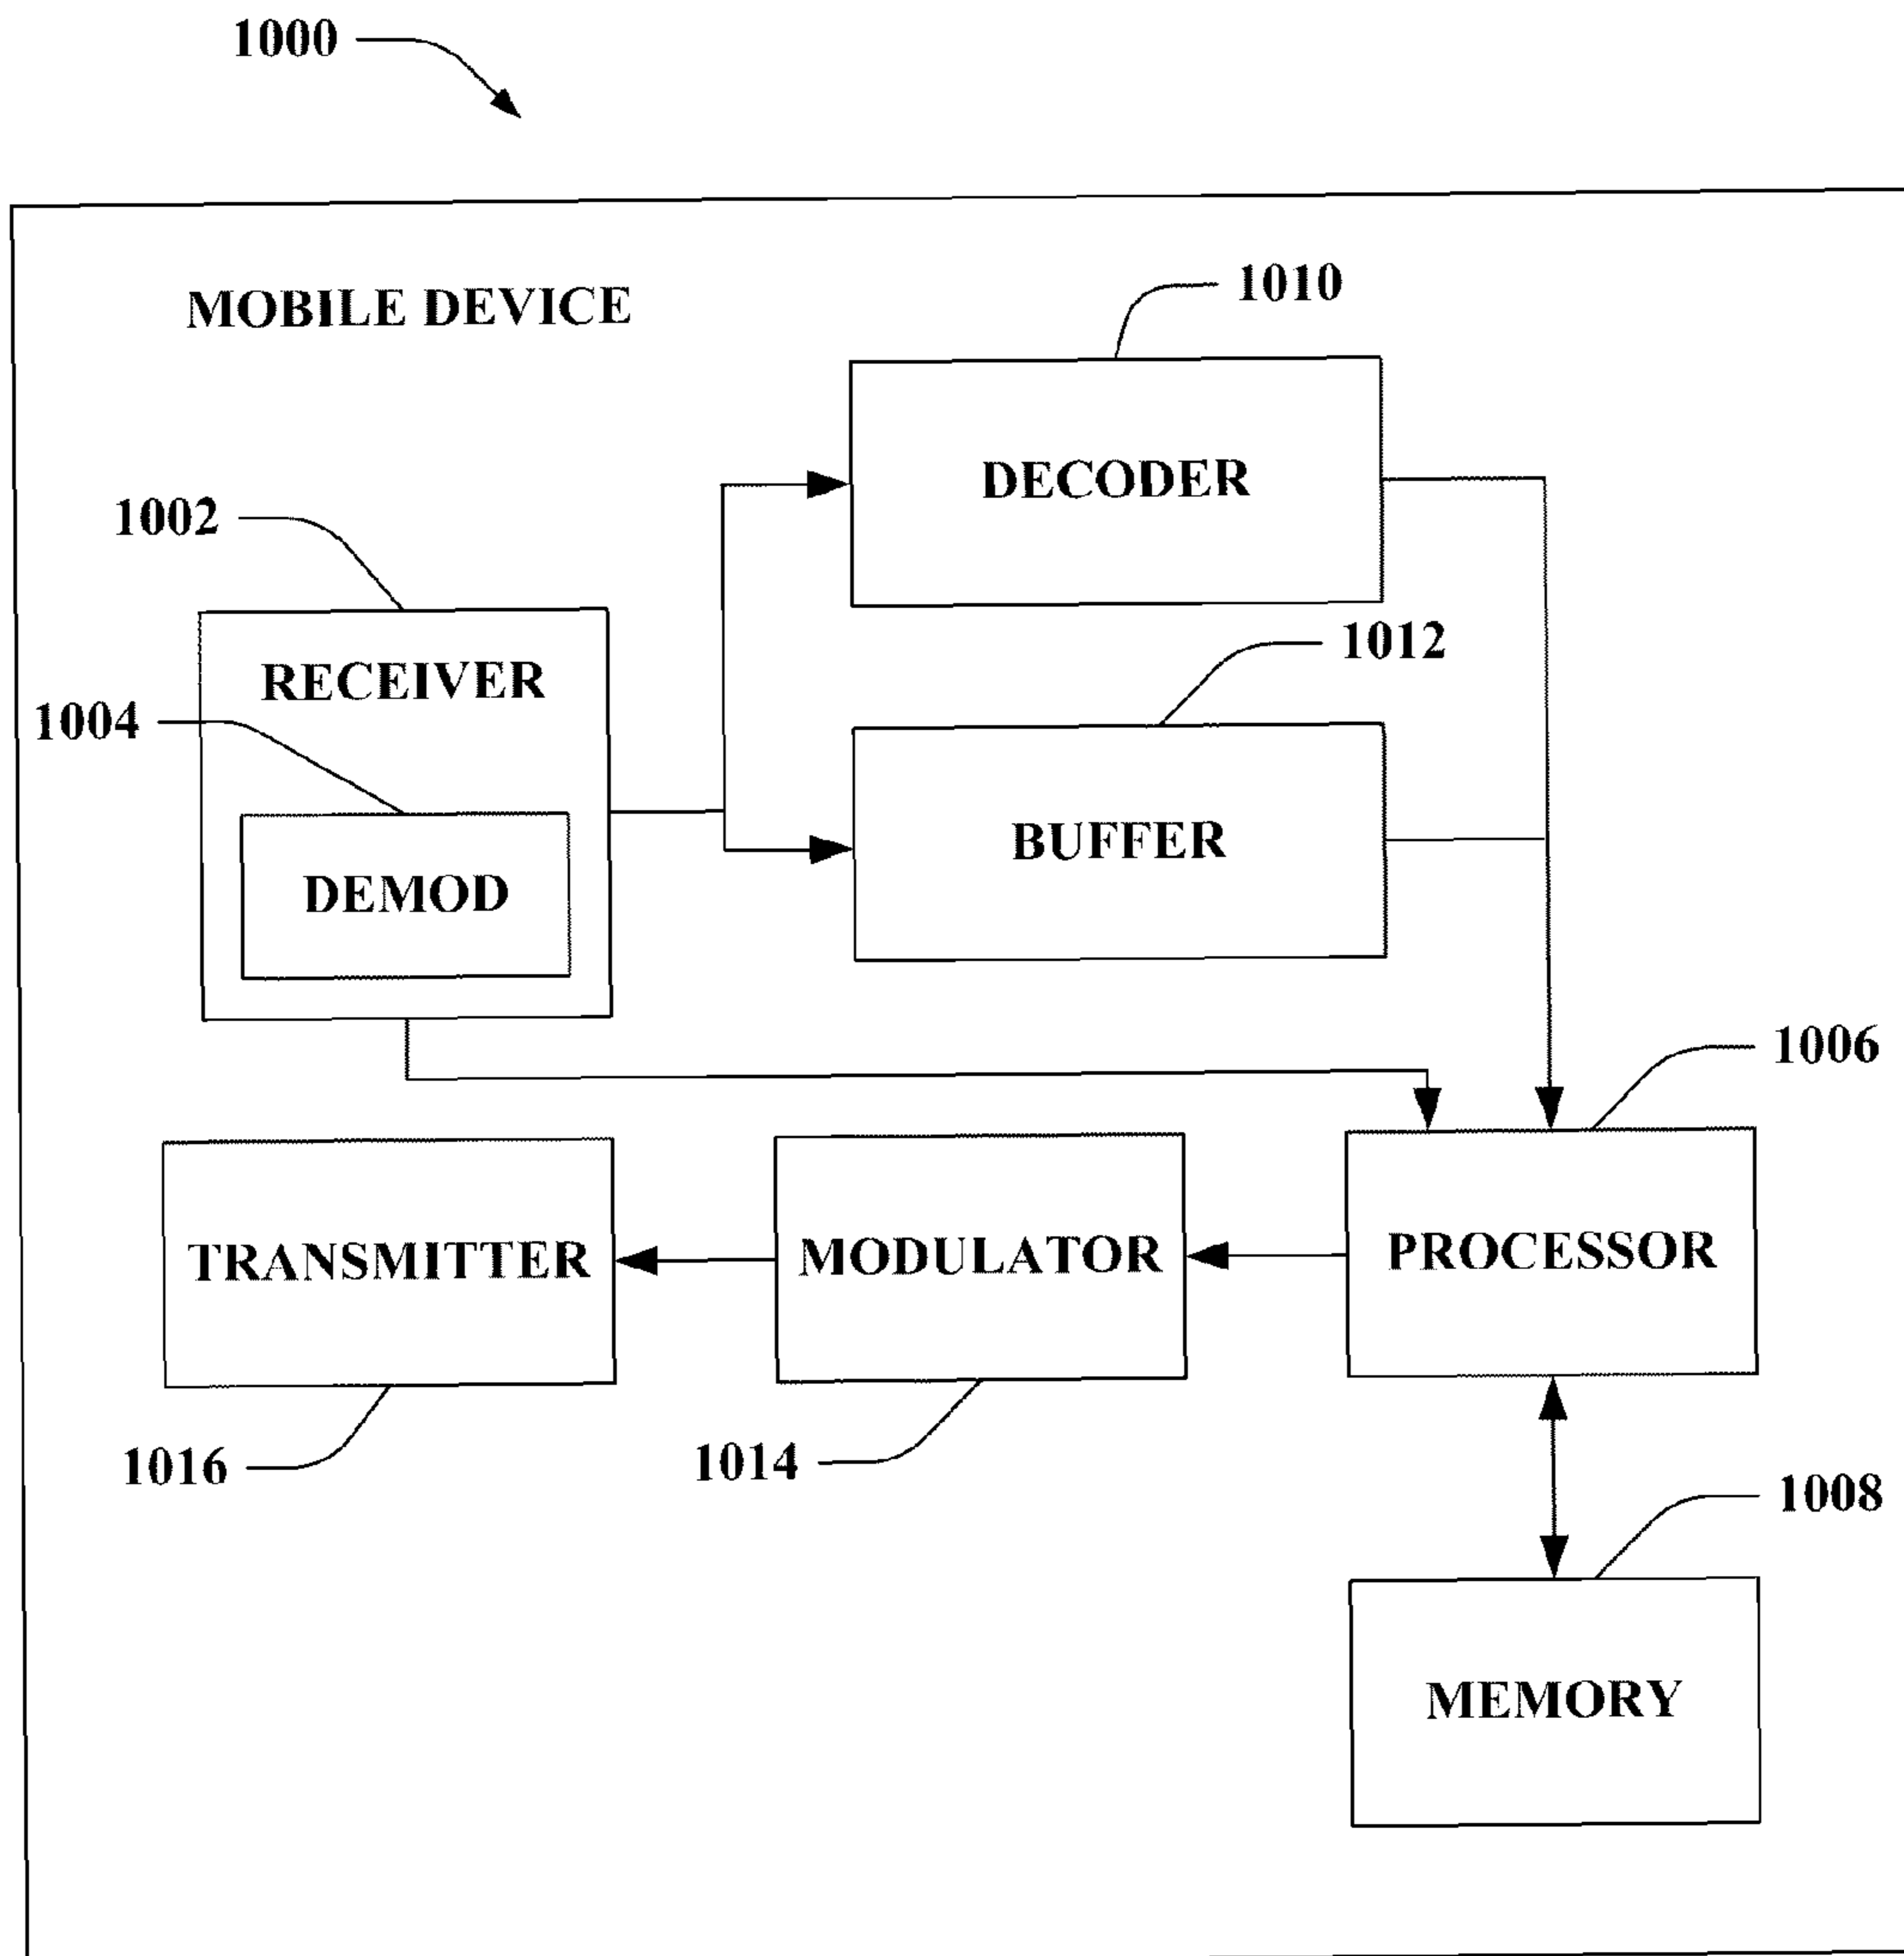 1000
MOBILE DEVICE
1010
DECODER
1002
1012
RECEIVER
1004
BUFFER
DEMOD
1006
TRANSMITTER
MODULATOR
PROCESSOR
1016
1014
1008
MEMORY